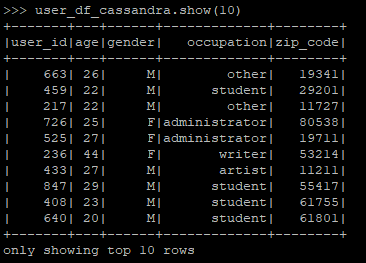 >>> user_df_cassandra.show(10)
+-------+---+------+-------------+--------+
|user_id|age|gender|   occupation|zip_code|
+-------+---+------+-------------+--------+
|    663| 26|     M|        other|   19341|
|    459| 22|     M|      student|   29201|
|    217| 22|     M|        other|   11727|
|    726| 25|     F|administrator|   80538|
|    525| 27|     F|administrator|   19711|
|    236| 44|     F|       writer|   53214|
|    433| 27|     M|       artist|   11211|
|    847| 29|     M|      student|   55417|
|    408| 23|     M|      student|   61755|
|    640| 20|     M|      student|   61801|
+-------+---+------+-------------+--------+
only showing top 10 rows